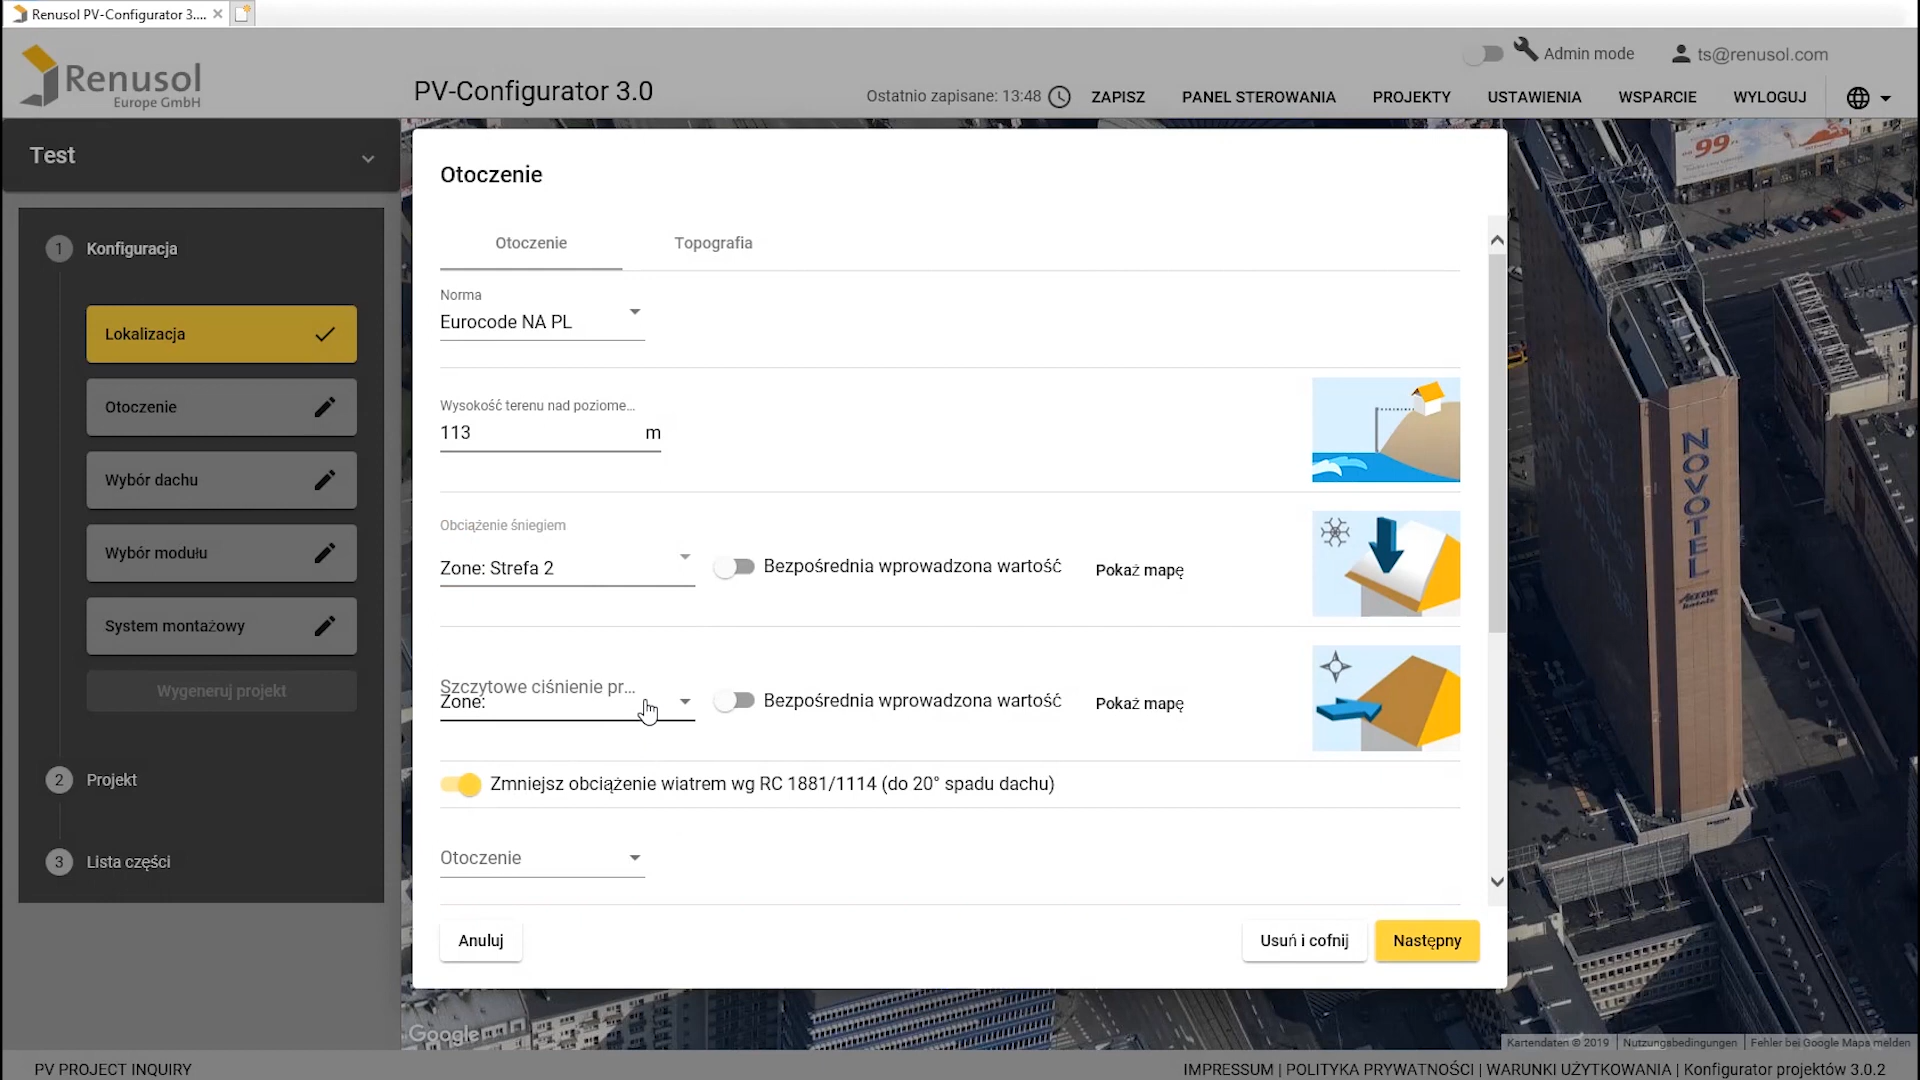 Renusol PV-Configurator 3....
Renusol
Europe GmbH
PV-Configurator 3.0
Ostatnio zapisane: 13:48
ZAPISZ
PANEL STEROWANIA
PROJEKTY
USTAWIENIA
WSPARCIE
WYLOGUJ
Admin mode
ts@renusol.com
Test
1 Konfiguracja
Lokalizacja
Otoczenie
Wybór dachu
Wybór modułu
System montażowy
Wygeneruj projekt
2 Projekt
3 Lista części
Otoczenie
Otoczenie
Topografia
Norma
Eurocode NA PL
Wysokość terenu nad poziome...
113 m
Obciążenie śniegiem
Zone: Strefa 2
Bezpośrednia wprowadzona wartość
Pokaż mapę
Szczytowe ciśnienie pr...
Zone:
Bezpośrednia wprowadzona wartość
Pokaż mapę
Zmniejsz obciążenie wiatrem wg RC 1881/1114 (do 20° spadu dachu)
Otoczenie
Anuluj
Usuń i cofnij
Następny
99
NOVOTEL
Google
Kartendaten © 2019
Nutzungsbedingungen
Fehler bei Google Maps melden
PV PROJECT INQUIRY
IMPRESSUM | POLITYKA PRYWATNOŚCI | WARUNKI UŻYTKOWANIA | Konfigurator projektów 3.0.2